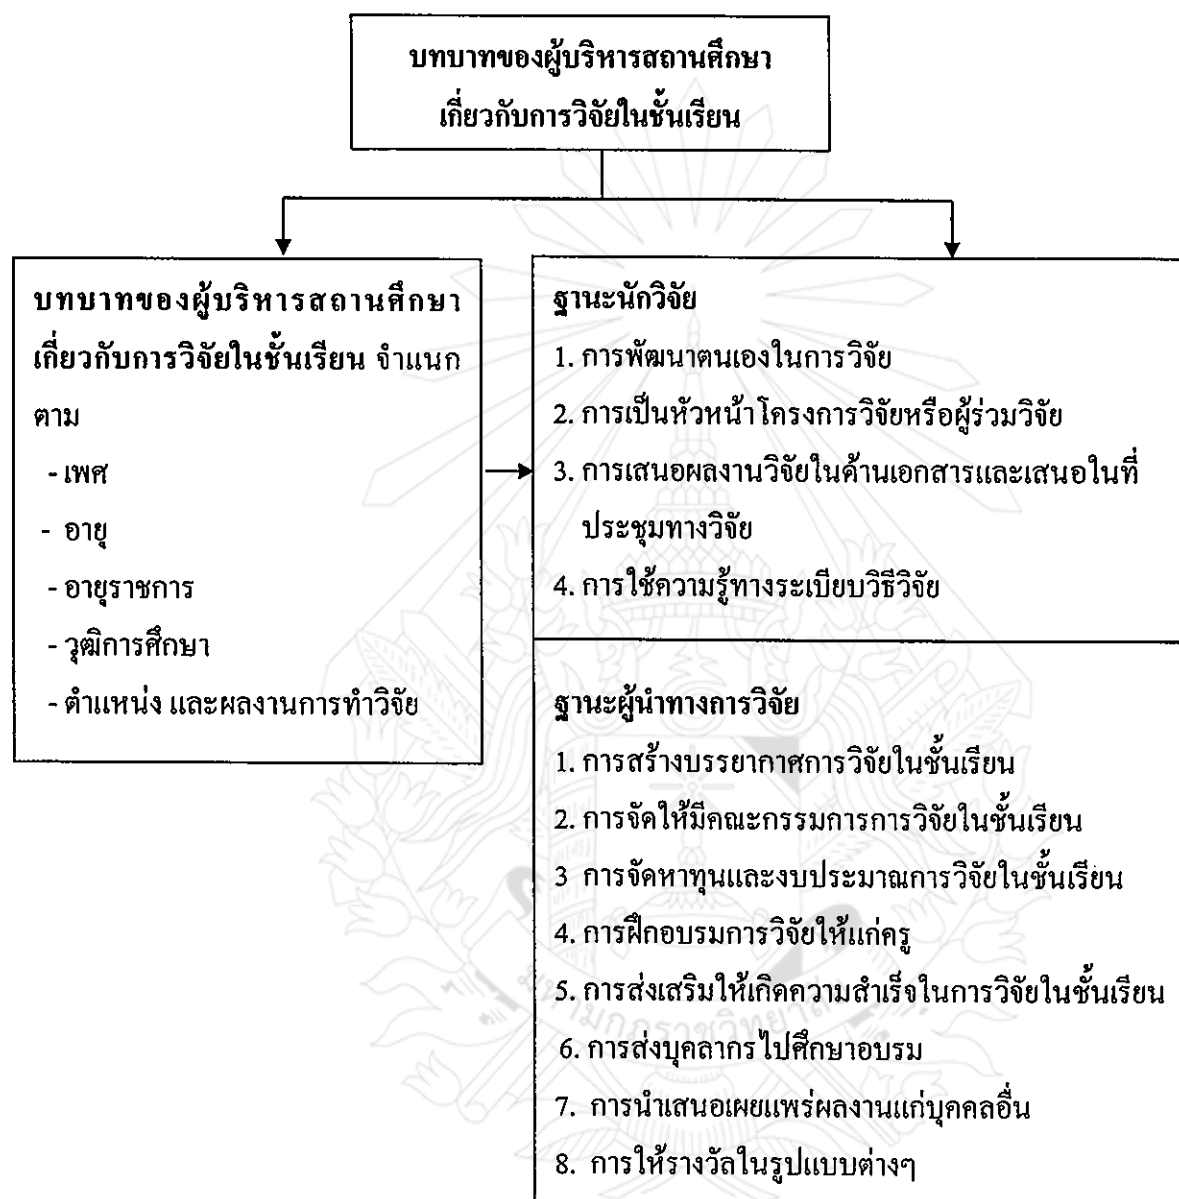 บทบาทของผู้บริหารสถานศึกษา
เกี่ยวกับการวิจัยในชั้นเรียน
บทบาทของผู้บริหารสถานศึกษา
เกี่ยวกับการวิจัยในชั้นเรียน จำแนก
ตาม
- เพศ
- อายุ
- อายุราชการ
- วุฒิการศึกษา
- ตำแหน่ง และผลงานการทำวิจัย
ฐานะนักวิจัย
1. การพัฒนาตนเองในการวิจัย
2. การเป็นหัวหน้าโครงการวิจัยหรือผู้ร่วมวิจัย
3. การเสนอผลงานวิจัยในด้านเอกสารและเสนอในที่
ประชุมทางวิจัย
4. การใช้ความรู้ทางระเบียบวิธีวิจัย
ฐานะผู้นำทางการวิจัย
1. การสร้างบรรยากาศการวิจัยในชั้นเรียน
2. การจัดให้มีคณะกรรมการการวิจัยในชั้นเรียน
3 การจัดหาทุนและงบประมาณการวิจัยในชั้นเรียน
4. การฝึกอบรมการวิจัยให้แก่ครู
5. การส่งเสริมให้เกิดความสำเร็จในการวิจัยในชั้นเรียน
6. การส่งบุคลากรไปศึกษาอบรม
7. การนำเสนอเผยแพร่ผลงานแก่บุคคลอื่น
8. การให้รางวัลในรูปแบบต่างๆ